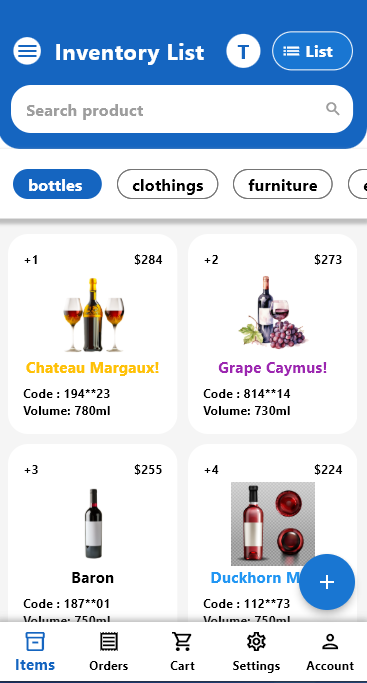 Inventory List T List
Search product
bottles clothings furniture
+1 $284
Chateau Margaux!
Code : 194**23
Volume: 780ml
+2 $273
Grape Caymus!
Code : 814**14
Volume: 730ml
+3 $255
Baron
Code : 187**01
Volume: 750ml
+4 $224
Duckhorn M
Code : 112**73
Volume: 750ml
Items Orders Cart Settings Account